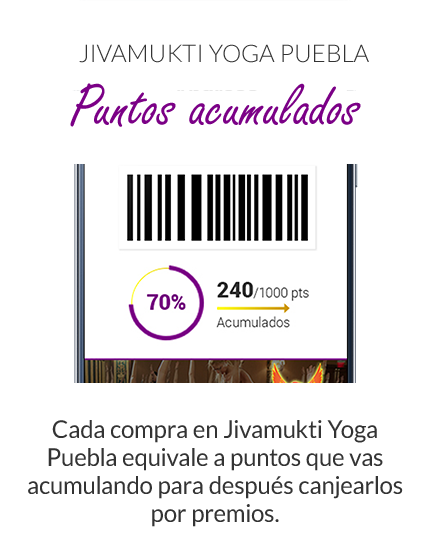 JIVAMUKTI YOGA PUEBLA
Puntos acumulados
70%
240/1000 pts
Acumulados
Cada compra en Jivamukti Yoga
Puebla equivale a puntos que vas
acumulando para después canjearlos
por premios.